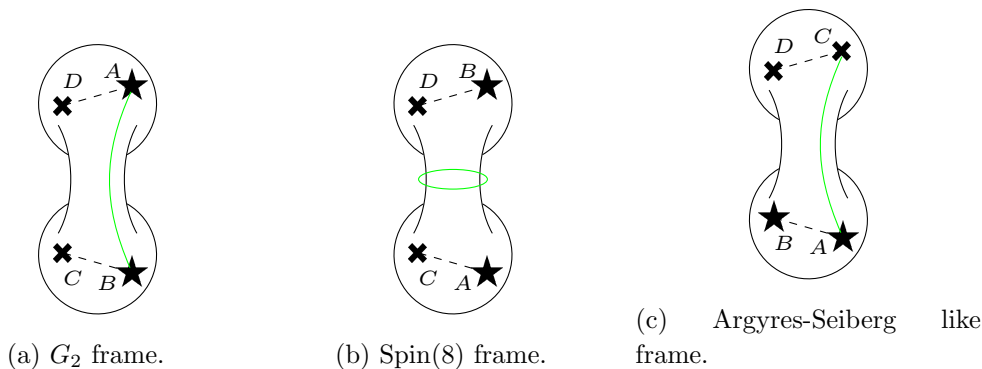 D A
C B
(a) G₂ frame.
D B
C A
(b) Spin(8) frame.
D C
B A
(c) Argyres-Seiberg like
frame.